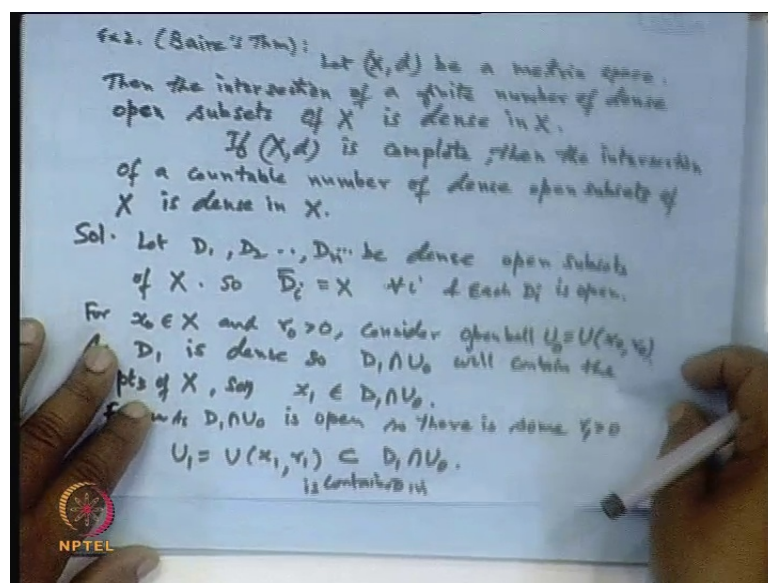 Ex2. (Baire's Thm):
Let (X,d) be a metric space.
Then the intersection of a finite number of dense
open subsets of X is dense in X.
If (X,d) is complete, then the intersection
of a countable number of dense open subsets of
X is dense in X.
Sol. Let D₁, D₂ ..., Dₙ... be dense open subsets
of X. So D̄ᵢ = X ∀i & each Dᵢ is open.
For x₀ ∈ X and r₀ > 0, consider open ball U₀ = U(x₀, r₀)
D₁ is dense so D₁ ∩ U₀ will contain the
pts of X, say x₁ ∈ D₁ ∩ U₀.
As D₁ ∩ U₀ is open so there is some r₁ > 0
U₁ = U(x₁, r₁) ⊂ D₁ ∩ U₀.
is contained in
NPTEL